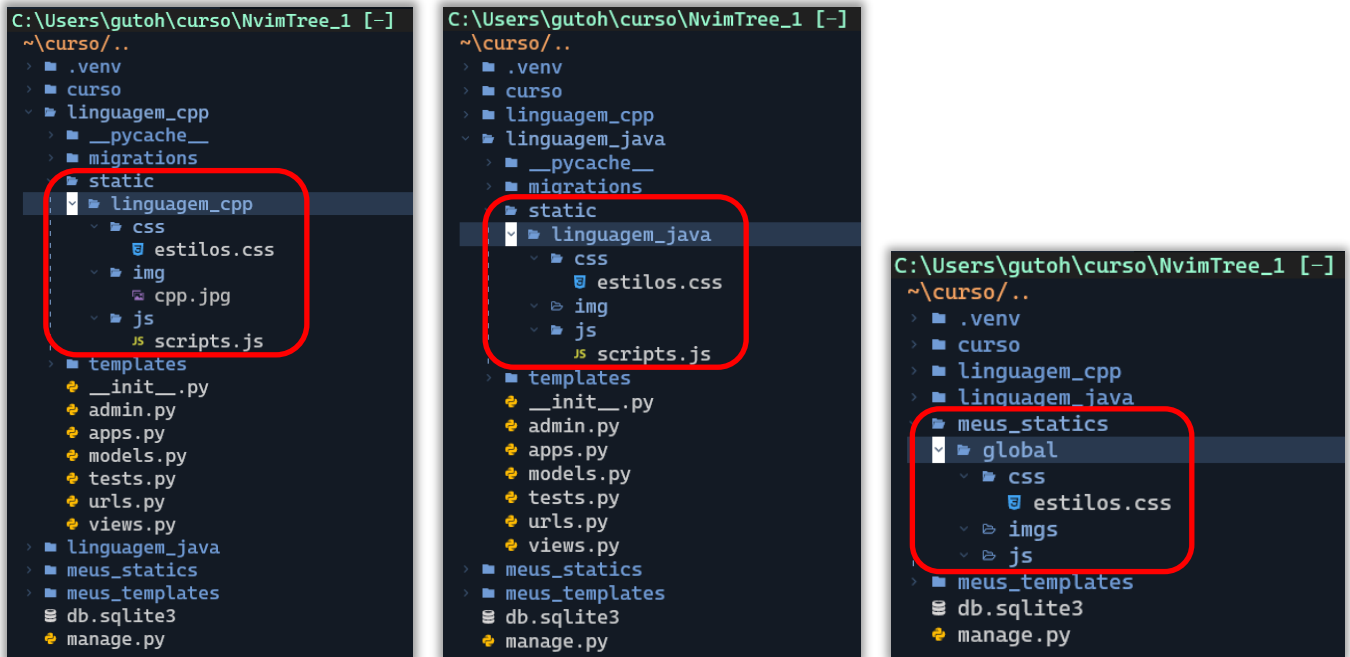 C:\Users\gutoh\curso\NvimTree_1 [-]
~\curso/..
.venv
curso
linguagem_cpp
__pycache__
migrations
static
linguagem_cpp
css
estilos.css
img
cpp.jpg
js
JS scripts.js
templates
__init__.py
admin.py
apps.py
models.py
tests.py
urls.py
views.py
linguagem_java
meus_statics
meus_templates
db.sqlite3
manage.py
C:\Users\gutoh\curso\NvimTree_1 [-]
~\curso/..
.venv
curso
linguagem_cpp
linguagem_java
__pycache__
migrations
static
linguagem_java
css
estilos.css
img
js
JS scripts.js
templates
__init__.py
admin.py
apps.py
models.py
tests.py
urls.py
views.py
meus_statics
meus_templates
db.sqlite3
manage.py
C:\Users\gutoh\curso\NvimTree_1 [-]
~\curso/..
.venv
curso
linguagem_cpp
linguagem_java
meus_statics
global
css
estilos.css
imgs
js
meus_templates
db.sqlite3
manage.py